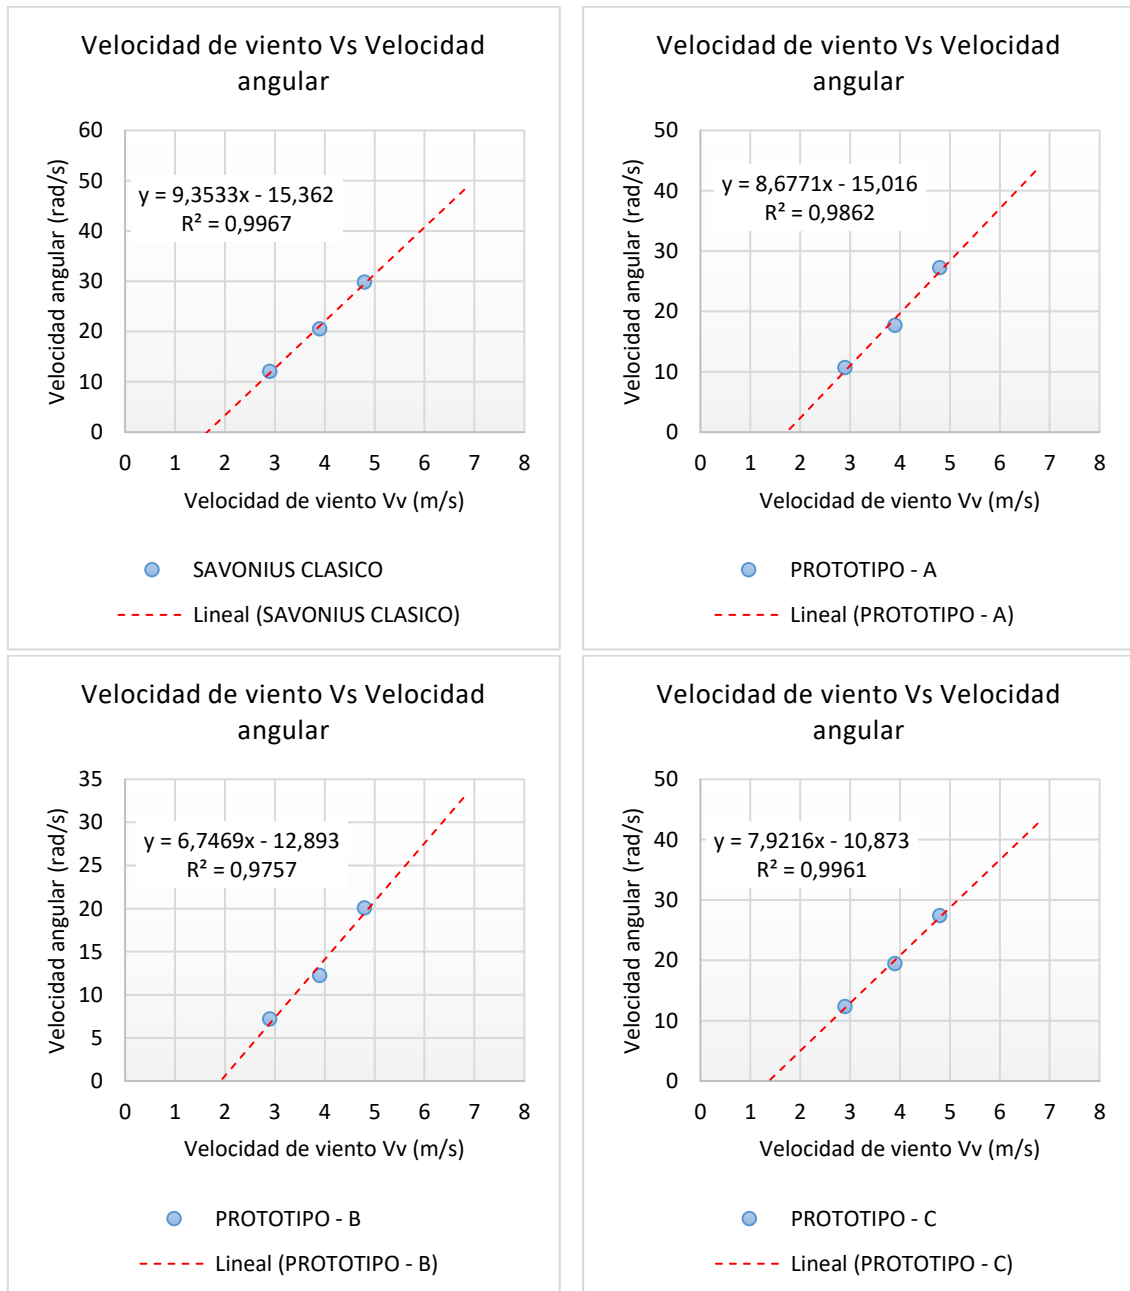 Velocidad de viento Vs Velocidad
angular
60
50
40
30
20
10
0
Velocidad angular (rad/s)
y = 9,3533x - 15,362
R² = 0,9967
0 1 2 3 4 5 6 7 8
Velocidad de viento Vv (m/s)
SAVONIUS CLASICO
Lineal (SAVONIUS CLASICO)
Velocidad de viento Vs Velocidad
angular
50
40
30
20
10
0
Velocidad angular (rad/s)
y = 8,6771x - 15,016
R² = 0,9862
0 1 2 3 4 5 6 7 8
Velocidad de viento Vv (m/s)
PROTOTIPO - A
Lineal (PROTOTIPO - A)
Velocidad de viento Vs Velocidad
angular
35
30
25
20
15
10
5
0
Velocidad angular (rad/s)
y = 6,7469x - 12,893
R² = 0,9757
0 1 2 3 4 5 6 7 8
Velocidad de viento Vv (m/s)
PROTOTIPO - B
Lineal (PROTOTIPO - B)
Velocidad de viento Vs Velocidad
angular
50
40
30
20
10
0
Velocidad angular (rad/s)
y = 7,9216x - 10,873
R² = 0,9961
0 1 2 3 4 5 6 7 8
Velocidad de viento Vv (m/s)
PROTOTIPO - C
Lineal (PROTOTIPO - C)